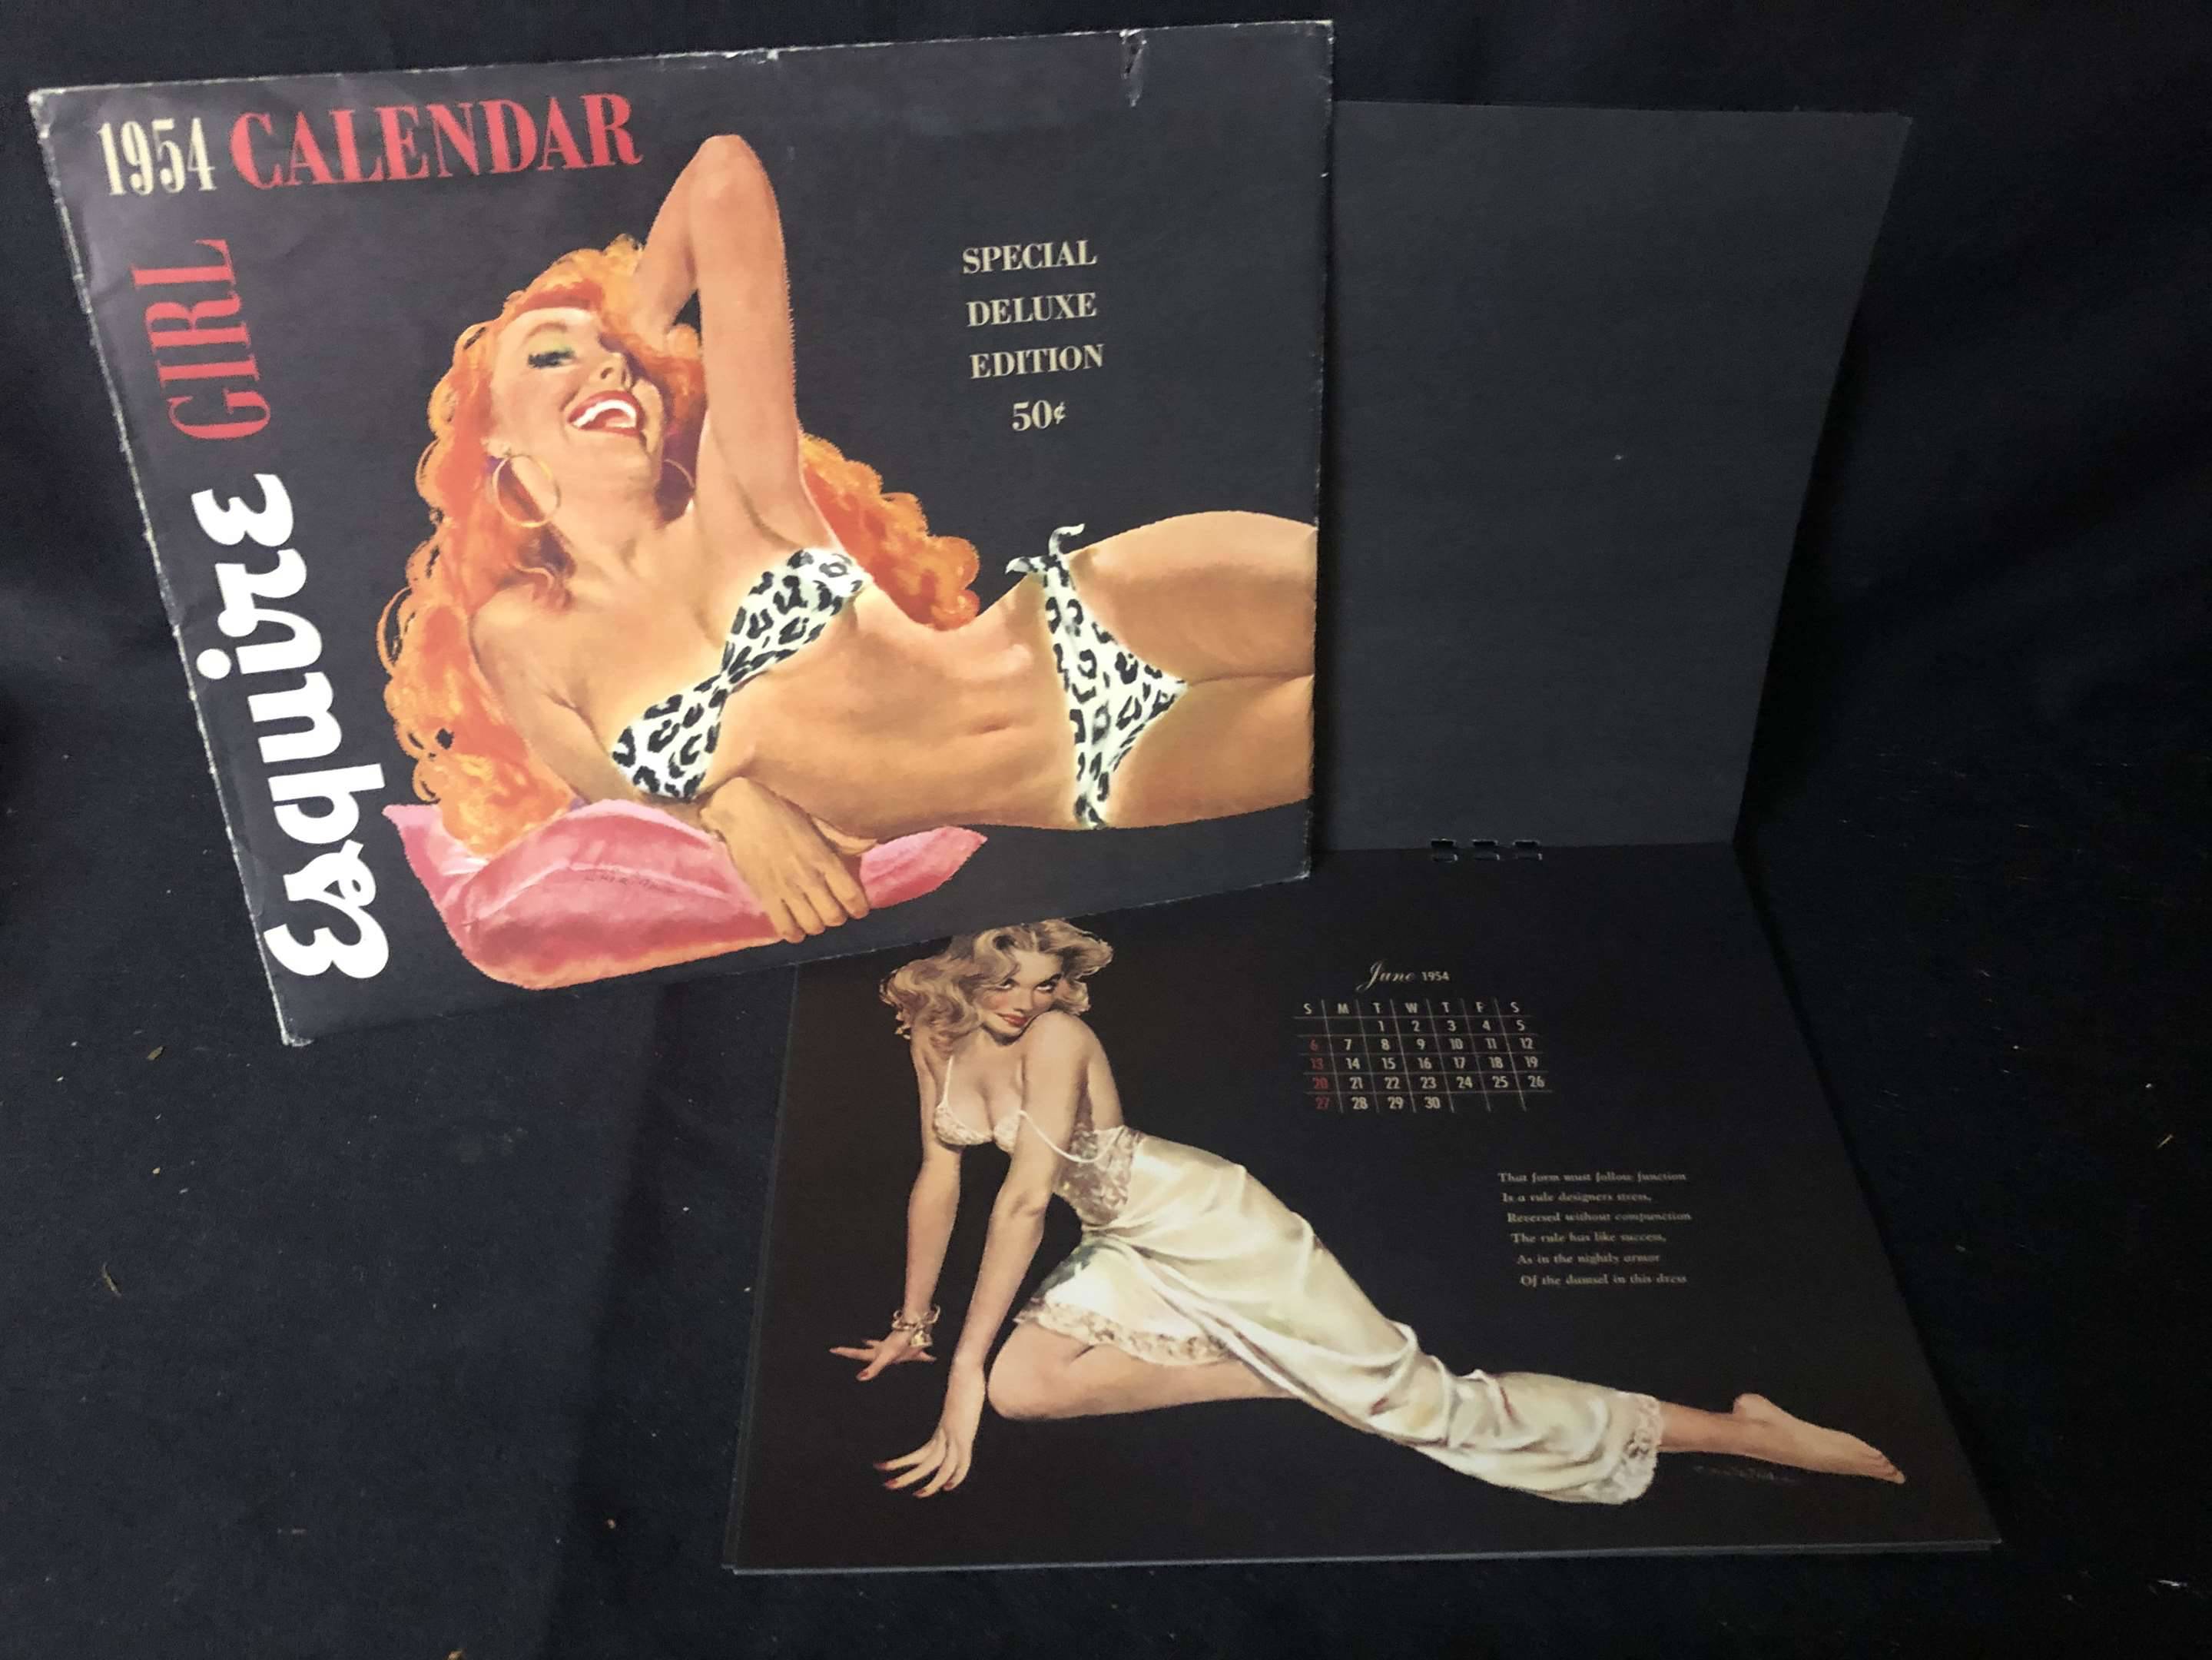 1954 CALENDAR
Esquire GIRL
SPECIAL
DELUXE
EDITION
50¢
June 1954
S M T W T F S
1 2 3 4 5
6 7 8 9 10 11 12
13 14 15 16 17 18 19
20 21 22 23 24 25 26
27 28 29 30
That form must follow function
Is a rule designers stress,
Reversed without compunction
The rule has like success,
As in the nightly armor
Of the damsel in this dress